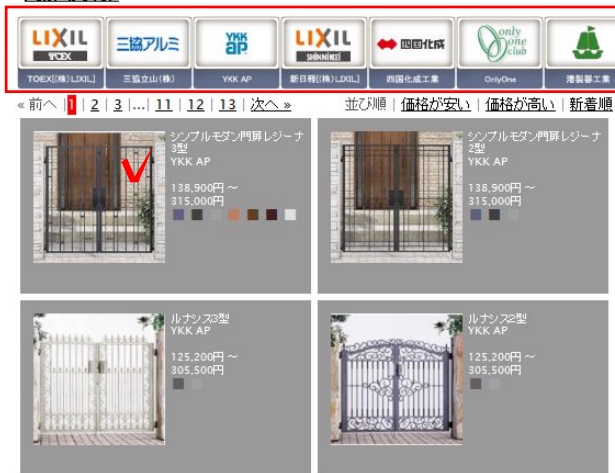 LIXIL
TOEX
TOEX[(株)LIXIL]
三協アルミ
三協立山(株)
YKK
ap
YKK AP
LIXIL
SHINNIKKEI
新日軽[(株)LIXIL]
四国化成
四国化成工業
only
One
club
OnlyOne
港製器工業
« 前へ | 1 | 2 | 3 |...| 11 | 12 | 13 | 次へ »
並び順 | 価格が安い | 価格が高い | 新着順
シンプルモダン門扉レジーナ
3型
YKK AP
138,900円 ～
315,000円
シンプルモダン門扉レジーナ
2型
YKK AP
138,900円 ～
315,000円
ルナシス3型
YKK AP
125,200円 ～
305,500円
ルナシス2型
YKK AP
125,200円 ～
305,500円